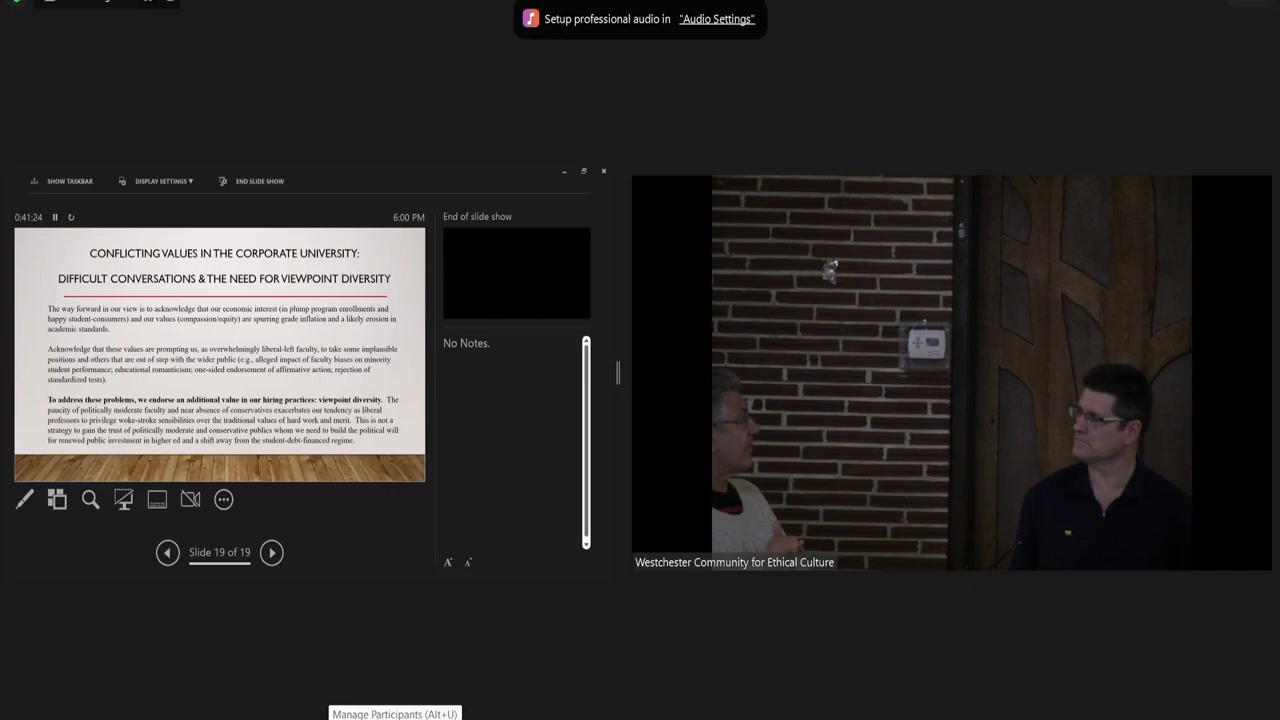 Setup professional audio in "Audio Settings"
SHOW TASKBAR
DISPLAY SETTINGS ▼
END SLIDE SHOW
0:41:24
6:00 PM
CONFLICTING VALUES IN THE CORPORATE UNIVERSITY:
DIFFICULT CONVERSATIONS & THE NEED FOR VIEWPOINT DIVERSITY
The way forward in our view is to acknowledge that our economic interest (in plump program enrollments and
happy student-consumers) and our values (compassion/equity) are spurring grade inflation and a likely erosion in
academic standards.
Acknowledge that these values are prompting us, as overwhelmingly liberal-left faculty, to take some implausible
positions and others that are out of step with the wider public (e.g., alleged impact of faculty biases on minority
student performance; educational romanticism; one-sided endorsement of affirmative action; rejection of
standardized tests).
To address these problems, we endorse an additional value in our hiring practices: viewpoint diversity. The
paucity of politically moderate faculty and near absence of conservatives exacerbates our tendency as liberal
professors to privilege woke-stroke sensibilities over the traditional values of hard work and merit. This is not a
strategy to gain the trust of politically moderate and conservative publics whom we need to build the political will
for renewed public investment in higher ed and a shift away from the student-debt-financed regime.
Slide 19 of 19
End of slide show
No Notes.
A A
Westchester Community for Ethical Culture
Manage Participants (Alt+U)